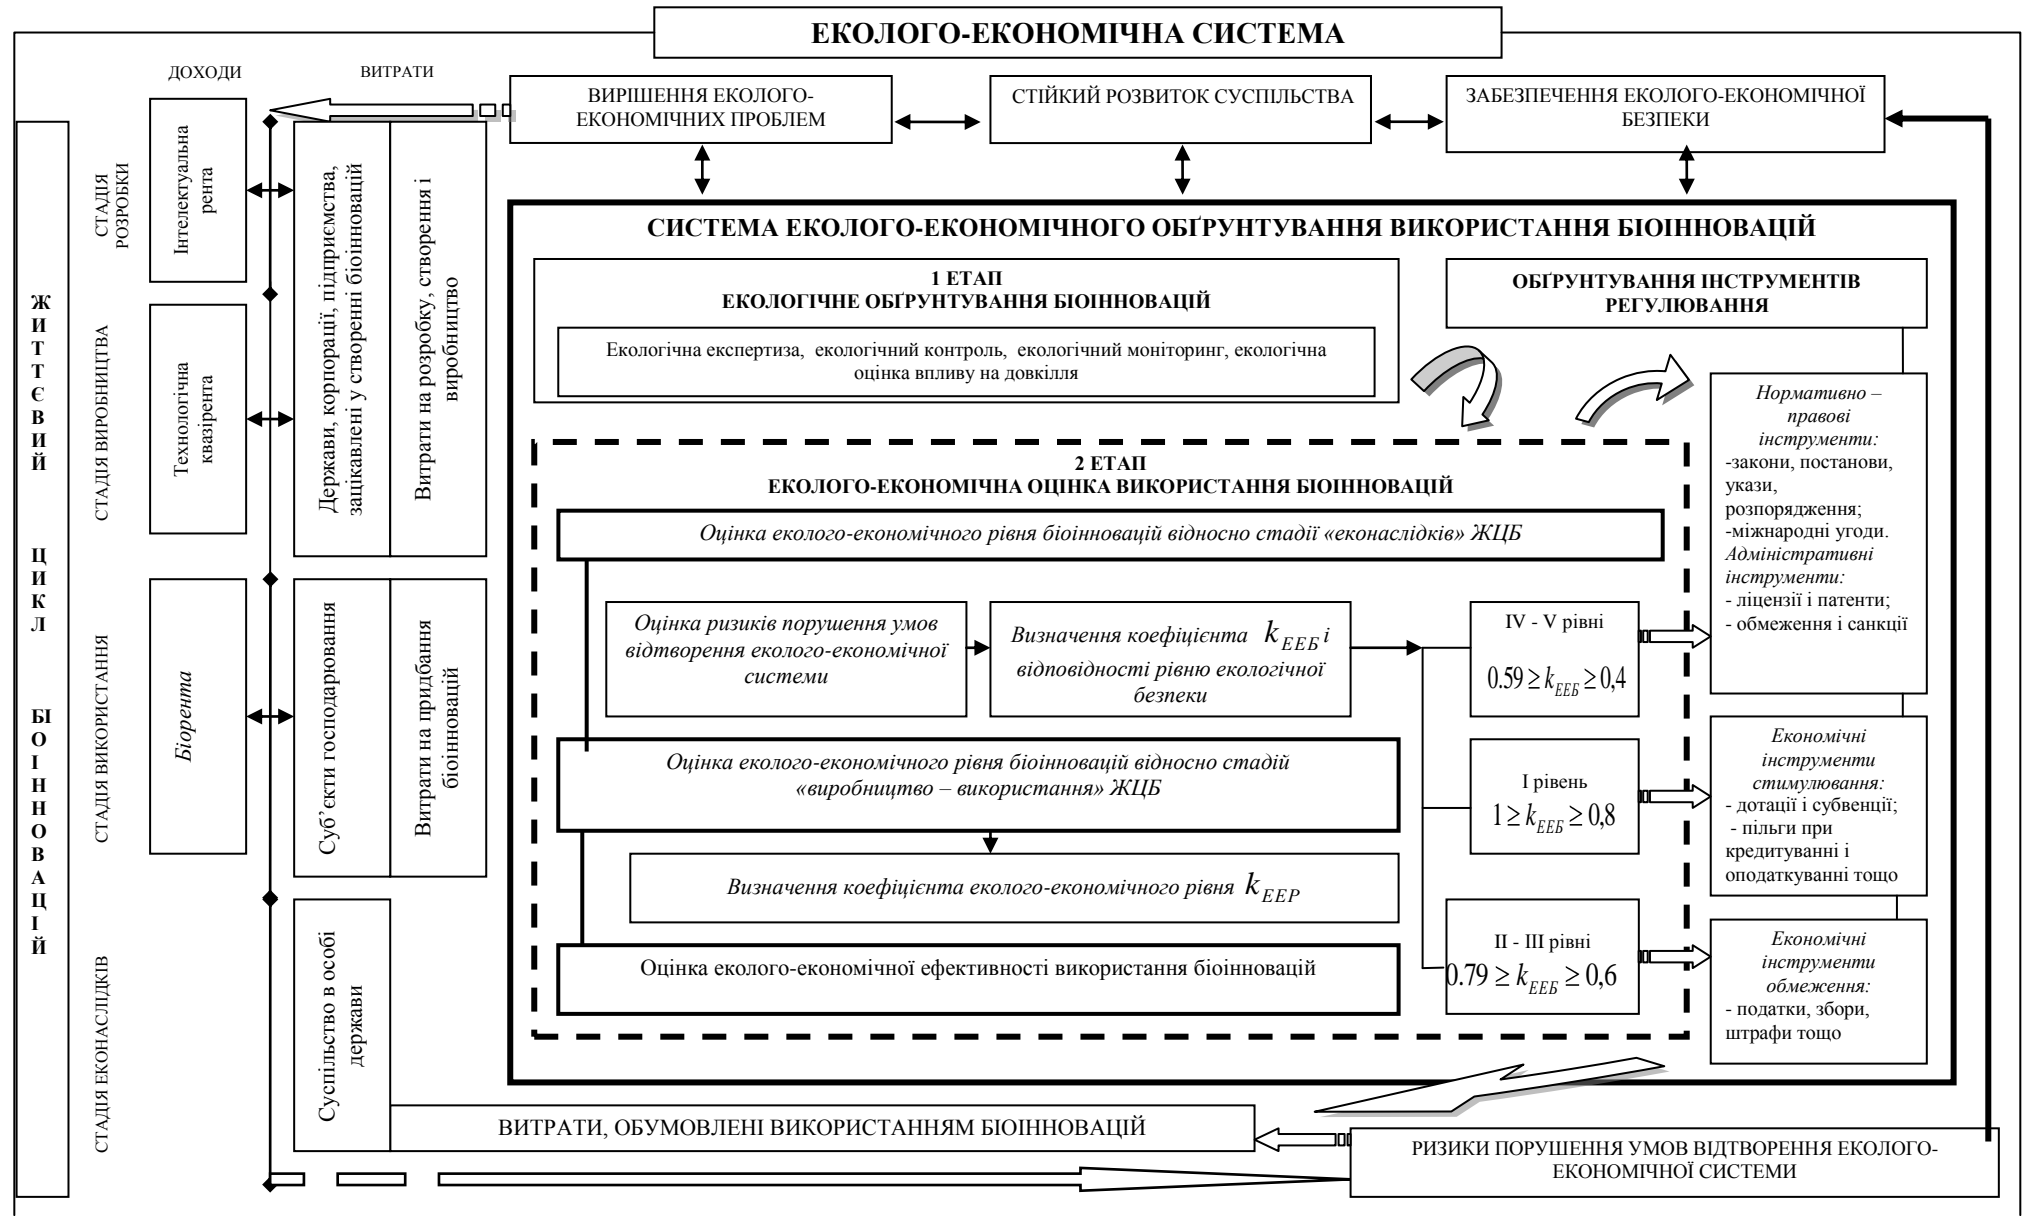 ЕКОЛОГО-ЕКОНОМІЧНА СИСТЕМА
ДОХОДИ
ВИТРАТИ
ВИРІШЕННЯ ЕКОЛОГО-
ЕКОНОМІЧНИХ ПРОБЛЕМ
СТІЙКИЙ РОЗВИТОК СУСПІЛЬСТВА
ЗАБЕЗПЕЧЕННЯ ЕКОЛОГО-ЕКОНОМІЧНОЇ
БЕЗПЕКИ
ЖИТТЄВИЙ ЦИКЛ БІОІННОВАЦІЙ
СТАДІЯ
РОЗРОБКИ
СТАДІЯ ВИРОБНИЦТВА
СТАДІЯ ВИКОРИСТАННЯ
СТАДІЯ ЕКОНАСЛІДКІВ
Інтелектуальна
рента
Технологічна
квазірента
Біорента
Держави, корпорації, підприємства,
зацікавлені у створенні біоінновацій
Витрати на розробку, створення і
виробництво
Суб’єкти господарювання
Витрати на придбання
біоінновацій
Суспільство в особі
держави
СИСТЕМА ЕКОЛОГО-ЕКОНОМІЧНОГО ОБҐРУНТУВАННЯ ВИКОРИСТАННЯ БІОІННОВАЦІЙ
1 ЕТАП
ЕКОЛОГІЧНЕ ОБҐРУНТУВАННЯ БІОІННОВАЦІЙ
Екологічна експертиза, екологічний контроль, екологічний моніторинг, екологічна
оцінка впливу на довкілля
ОБҐРУНТУВАННЯ ІНСТРУМЕНТІВ
РЕГУЛЮВАННЯ
2 ЕТАП
ЕКОЛОГО-ЕКОНОМІЧНА ОЦІНКА ВИКОРИСТАННЯ БІОІННОВАЦІЙ
Оцінка еколого-економічного рівня біоінновацій відносно стадії «еконаслідків» ЖЦБ
Оцінка ризиків порушення умов
відтворення еколого-економічної
системи
Визначення коефіцієнта k_ЕЕБ і
відповідності рівню екологічної
безпеки
IV - V рівні
0.59 ≥ k_ЕЕБ ≥ 0,4
Оцінка еколого-економічного рівня біоінновацій відносно стадій
«виробництво – використання» ЖЦБ
I рівень
1 ≥ k_ЕЕБ ≥ 0,8
Визначення коефіцієнта еколого-економічного рівня k_ЕЕР
II - III рівні
0.79 ≥ k_ЕЕБ ≥ 0,6
Оцінка еколого-економічної ефективності використання біоінновацій
Нормативно –
правові
інструменти:
-закони, постанови,
укази,
розпорядження;
-міжнародні угоди.
Адміністративні
інструменти:
- ліцензії і патенти;
- обмеження і санкції
Економічні
інструменти
стимулювання:
- дотації і субвенції;
- пільги при
кредитуванні і
оподаткуванні тощо
Економічні
інструменти
обмеження:
- податки, збори,
штрафи тощо
ВИТРАТИ, ОБУМОВЛЕНІ ВИКОРИСТАННЯМ БІОІННОВАЦІЙ
РИЗИКИ ПОРУШЕННЯ УМОВ ВІДТВОРЕННЯ ЕКОЛОГО-
ЕКОНОМІЧНОЇ СИСТЕМИ